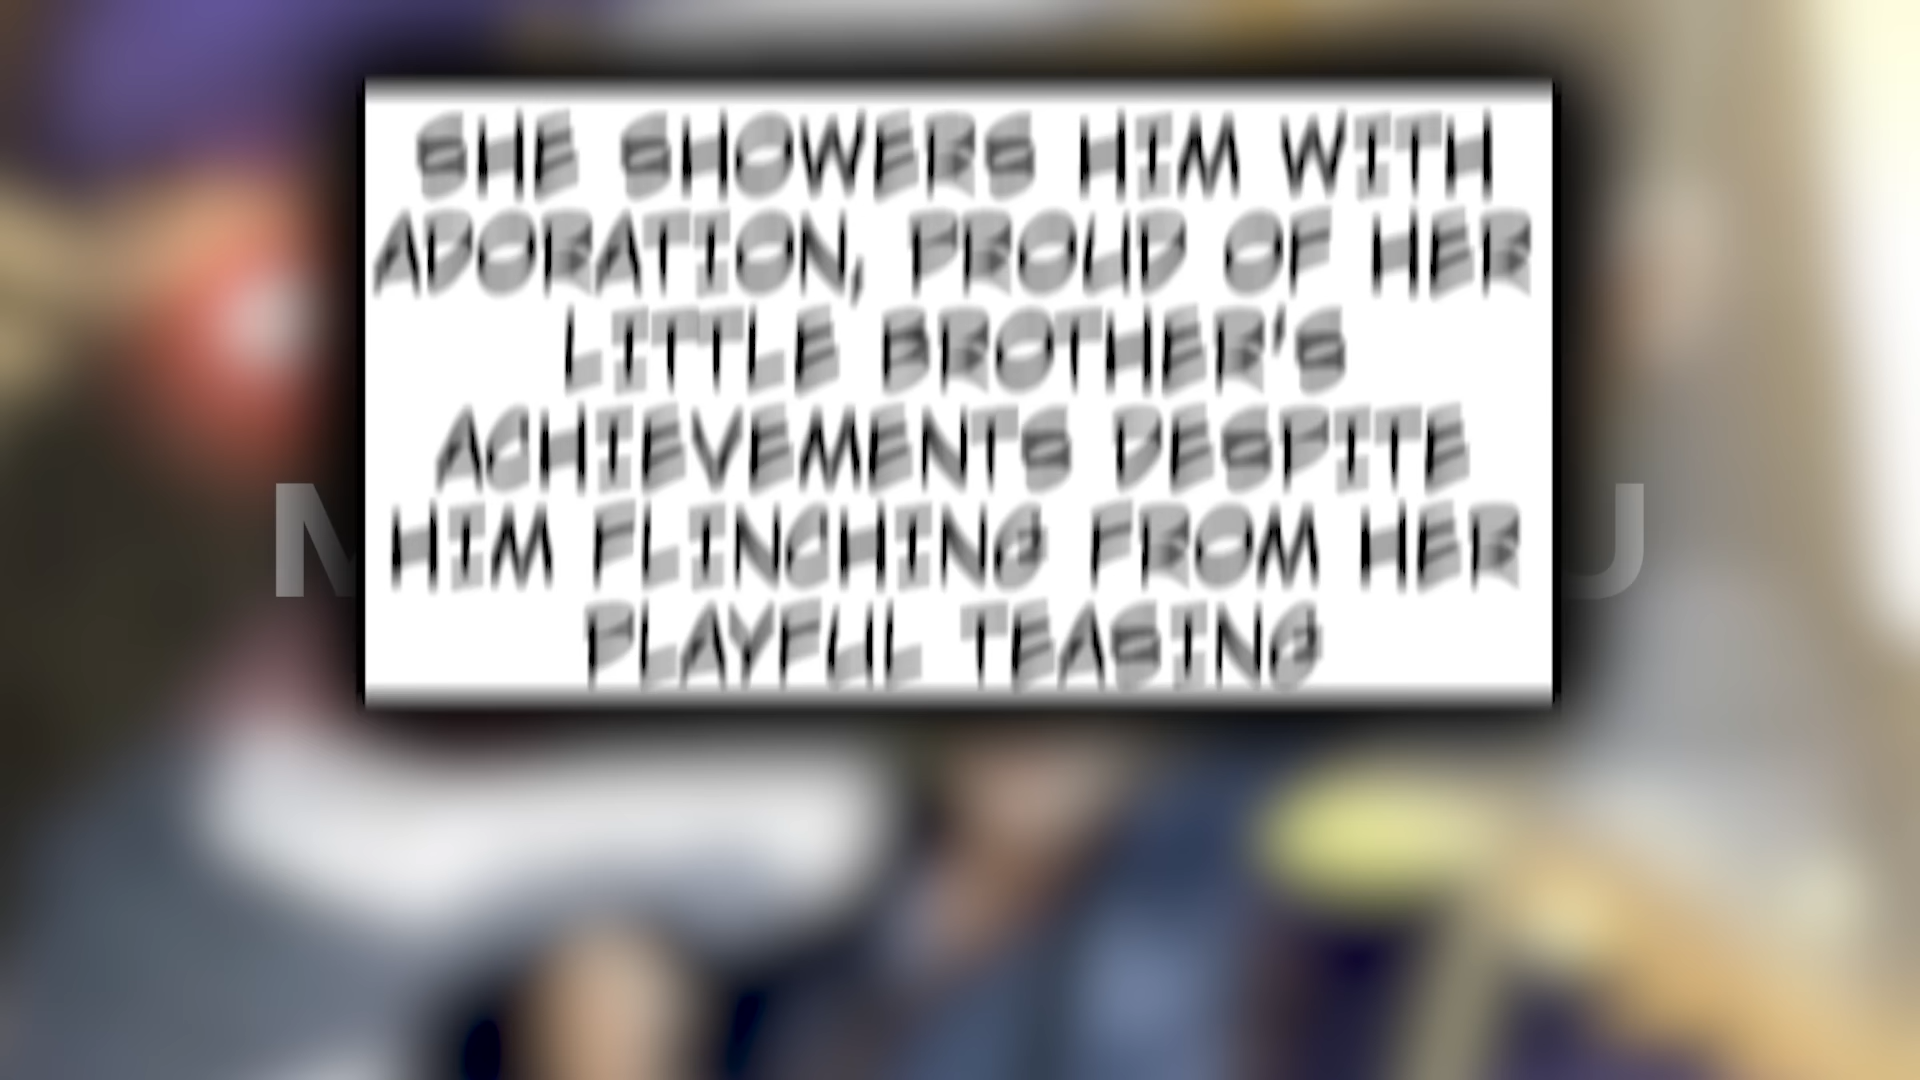 SHE SHOWERS HIM WITH
ADORATION, PROUD OF HER
LITTLE BROTHER'S
ACHIEVEMENTS DESPITE
HIM FLINCHING FROM HER
PLAYFUL TEASING